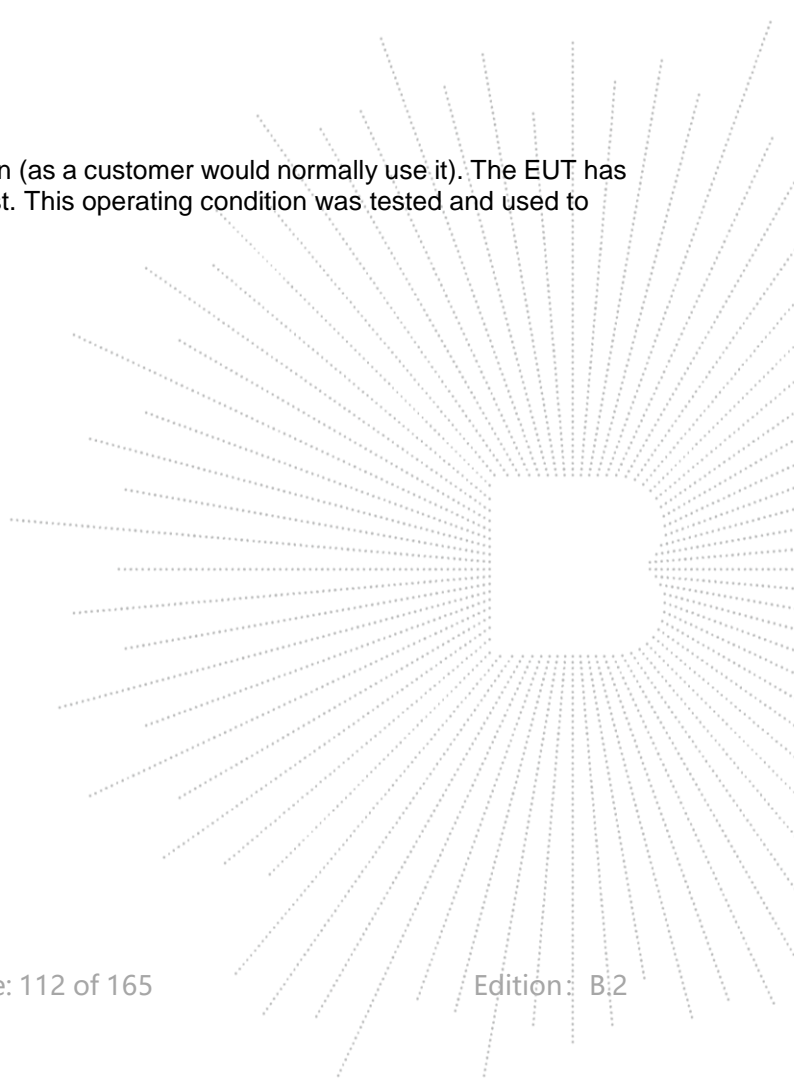 n (as a customer would normally use it). The EUT has
st. This operating condition was tested and used to
e: 112 of 165 Edition: B.2